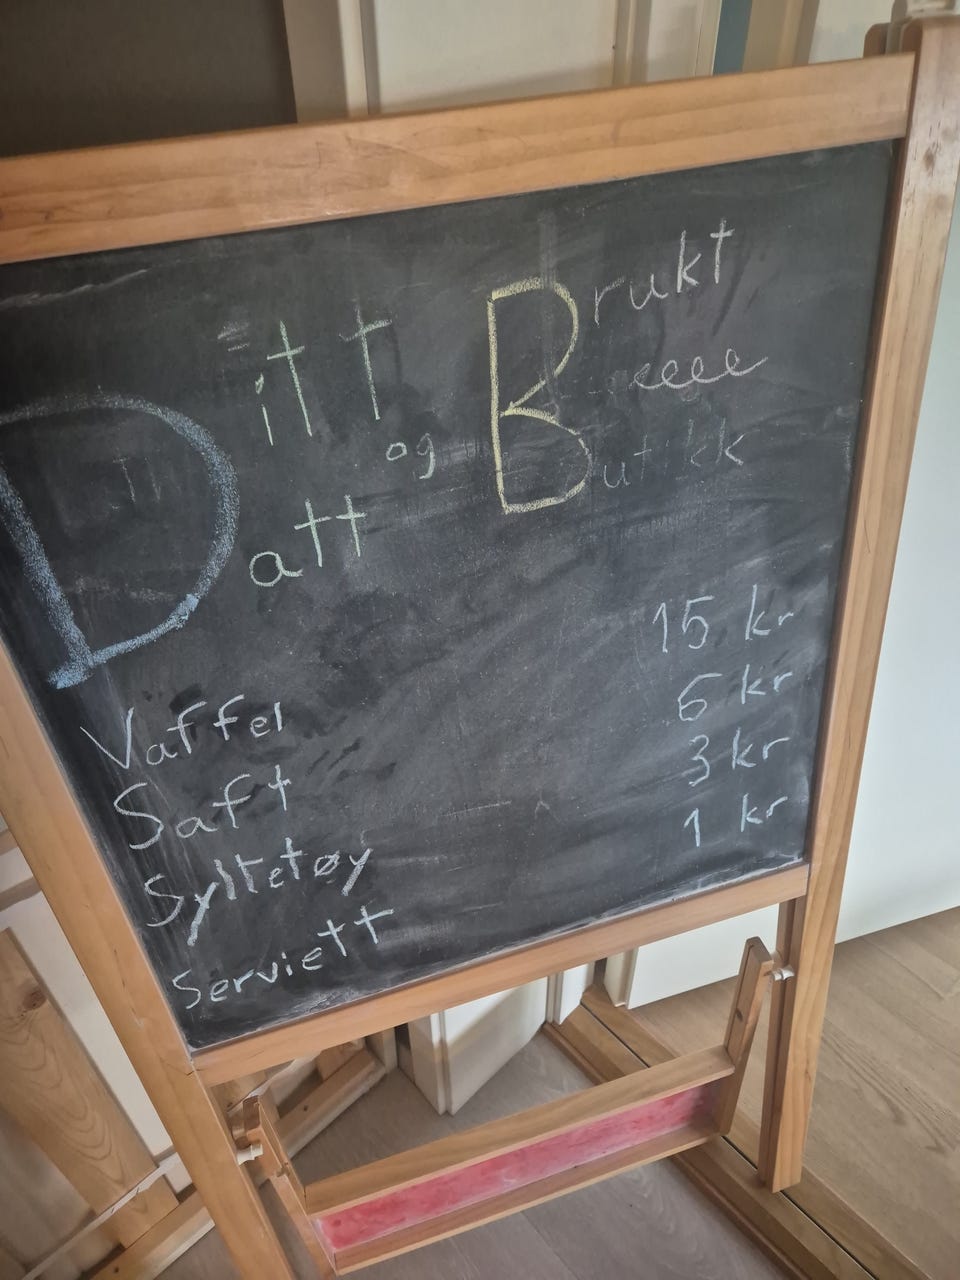 Ditt og Datt
Brukt Butikk
Vaffel 15 kr
Saft 6 kr
Syltetøy 3 kr
Serviett 1 kr